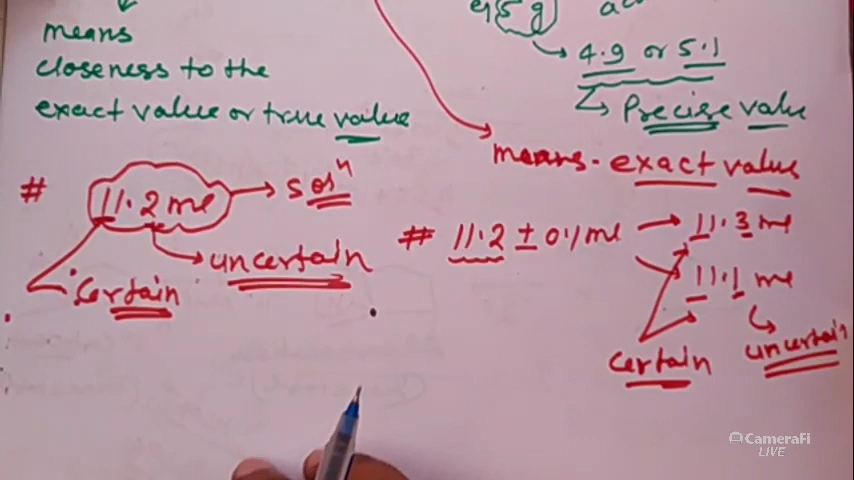 5 g
means
closeness to the
exact value or true value
4.9 or 5.1
Precise value
means. exact value
# 11.2 ml → solⁿ
uncertain
certain
# 11.2 ± 0.1 ml → 11.3 ml
11.1 ml
certain
uncertain
CameraFi
LIVE